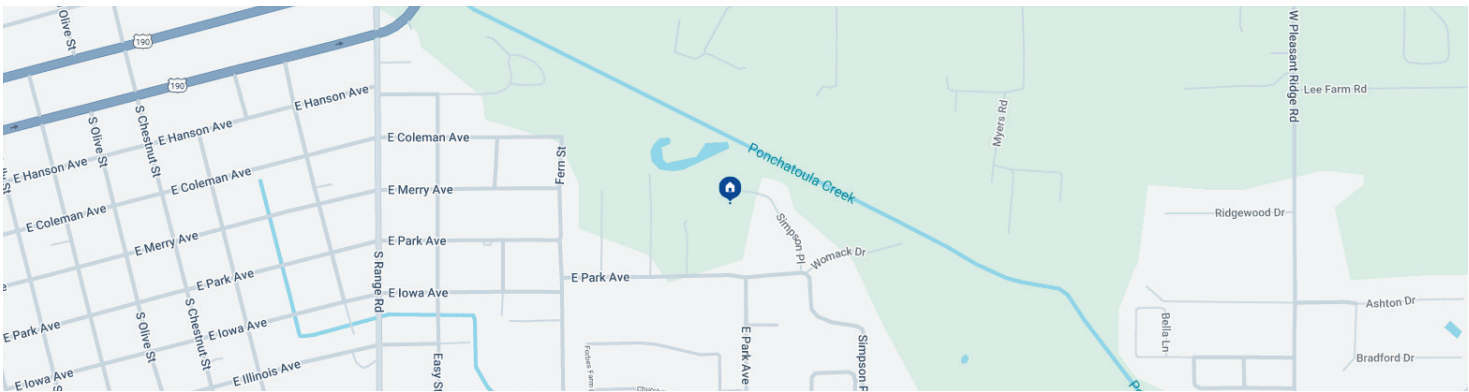 S Olive St
190
190
W Pleasant Ridge Rd
Lee Farm Rd
S Olive St
S Chestnut St
E Hanson Ave
E Hanson Ave
E Hanson Ave
E Coleman Ave
Fern St
Myers Rd
Ponchatoula Creek
E Coleman Ave
E Coleman Ave
E Merry Ave
Simpson Pl
Ridgewood Dr
E Merry Ave
S Range Rd
E Park Ave
Womack Dr
E Park Ave
E Park Ave
E Iowa Ave
Ashton Dr
E Park Ave
S Olive St
S Chestnut St
E Iowa Ave
Bella Ln
E Iowa Ave
E Illinois Ave
Easy St
E Park Ave
Bradford Dr